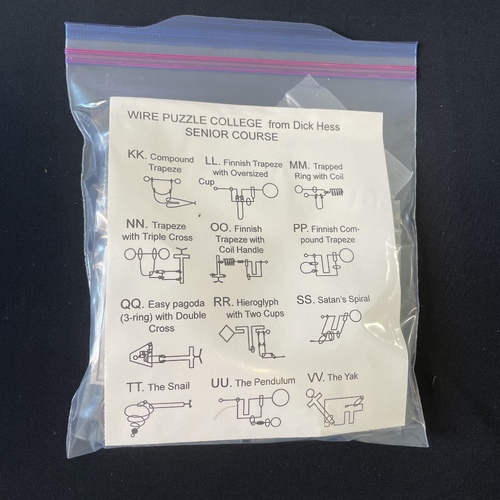 WIRE PUZZLE COLLEGE from Dick Hess
SENIOR COURSE
KK. Compound
Trapeze
LL. Finnish Trapeze
with Oversized
Cup
MM. Trapped
Ring with Coil
NN. Trapeze
with Triple Cross
OO. Finnish
Trapeze with
Coil Handle
PP. Finnish Com-
pound Trapeze
QQ. Easy pagoda
(3-ring) with Double
Cross
RR. Hieroglyph
with Two Cups
SS. Satan's Spiral
TT. The Snail
UU. The Pendulum
VV. The Yak